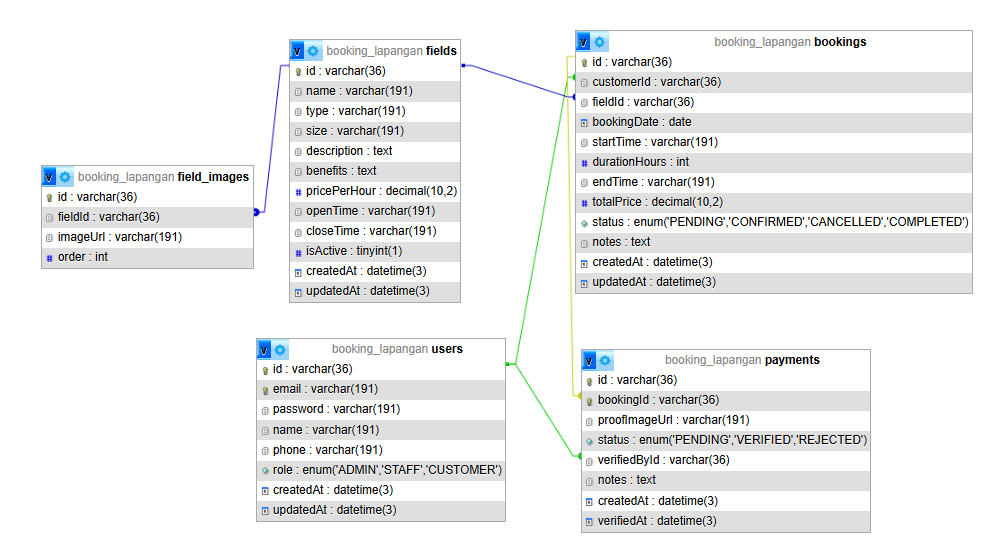 booking_lapangan fields
id : varchar(36)
name : varchar(191)
type : varchar(191)
size : varchar(191)
description : text
benefits : text
# pricePerHour : decimal(10,2)
openTime : varchar(191)
closeTime : varchar(191)
# isActive : tinyint(1)
createdAt : datetime(3)
updatedAt : datetime(3)
booking_lapangan bookings
id : varchar(36)
customerId : varchar(36)
fieldId : varchar(36)
bookingDate : date
startTime : varchar(191)
# durationHours : int
endTime : varchar(191)
# totalPrice : decimal(10,2)
status : enum('PENDING','CONFIRMED','CANCELLED','COMPLETED')
notes : text
createdAt : datetime(3)
updatedAt : datetime(3)
booking_lapangan field_images
id : varchar(36)
fieldId : varchar(36)
imageUrl : varchar(191)
# order : int
booking_lapangan users
id : varchar(36)
email : varchar(191)
password : varchar(191)
name : varchar(191)
phone : varchar(191)
role : enum('ADMIN','STAFF','CUSTOMER')
createdAt : datetime(3)
updatedAt : datetime(3)
booking_lapangan payments
id : varchar(36)
bookingId : varchar(36)
proofImageUrl : varchar(191)
status : enum('PENDING','VERIFIED','REJECTED')
verifiedById : varchar(36)
notes : text
createdAt : datetime(3)
verifiedAt : datetime(3)